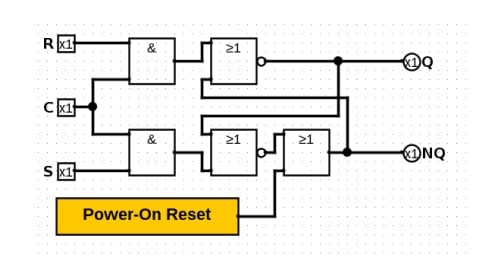 R x1 & ≥1
x1 Q
C x1
& ≥1 ≥1
x1 NQ
S x1
Power-On Reset